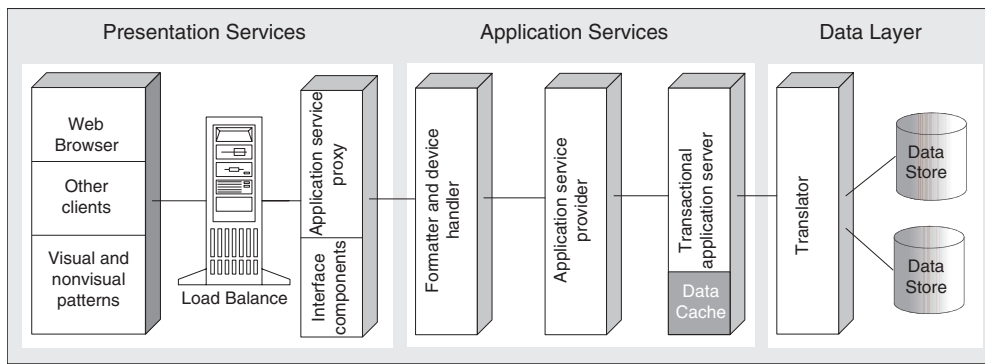 Presentation Services
Application Services
Data Layer
Web
Browser
Other
clients
Visual and
nonvisual
patterns
Load Balance
Application service
proxy
Interface
components
Formatter and device
handler
Application service
provider
Transactional
application server
Data
Cache
Translator
Data
Store
Data
Store